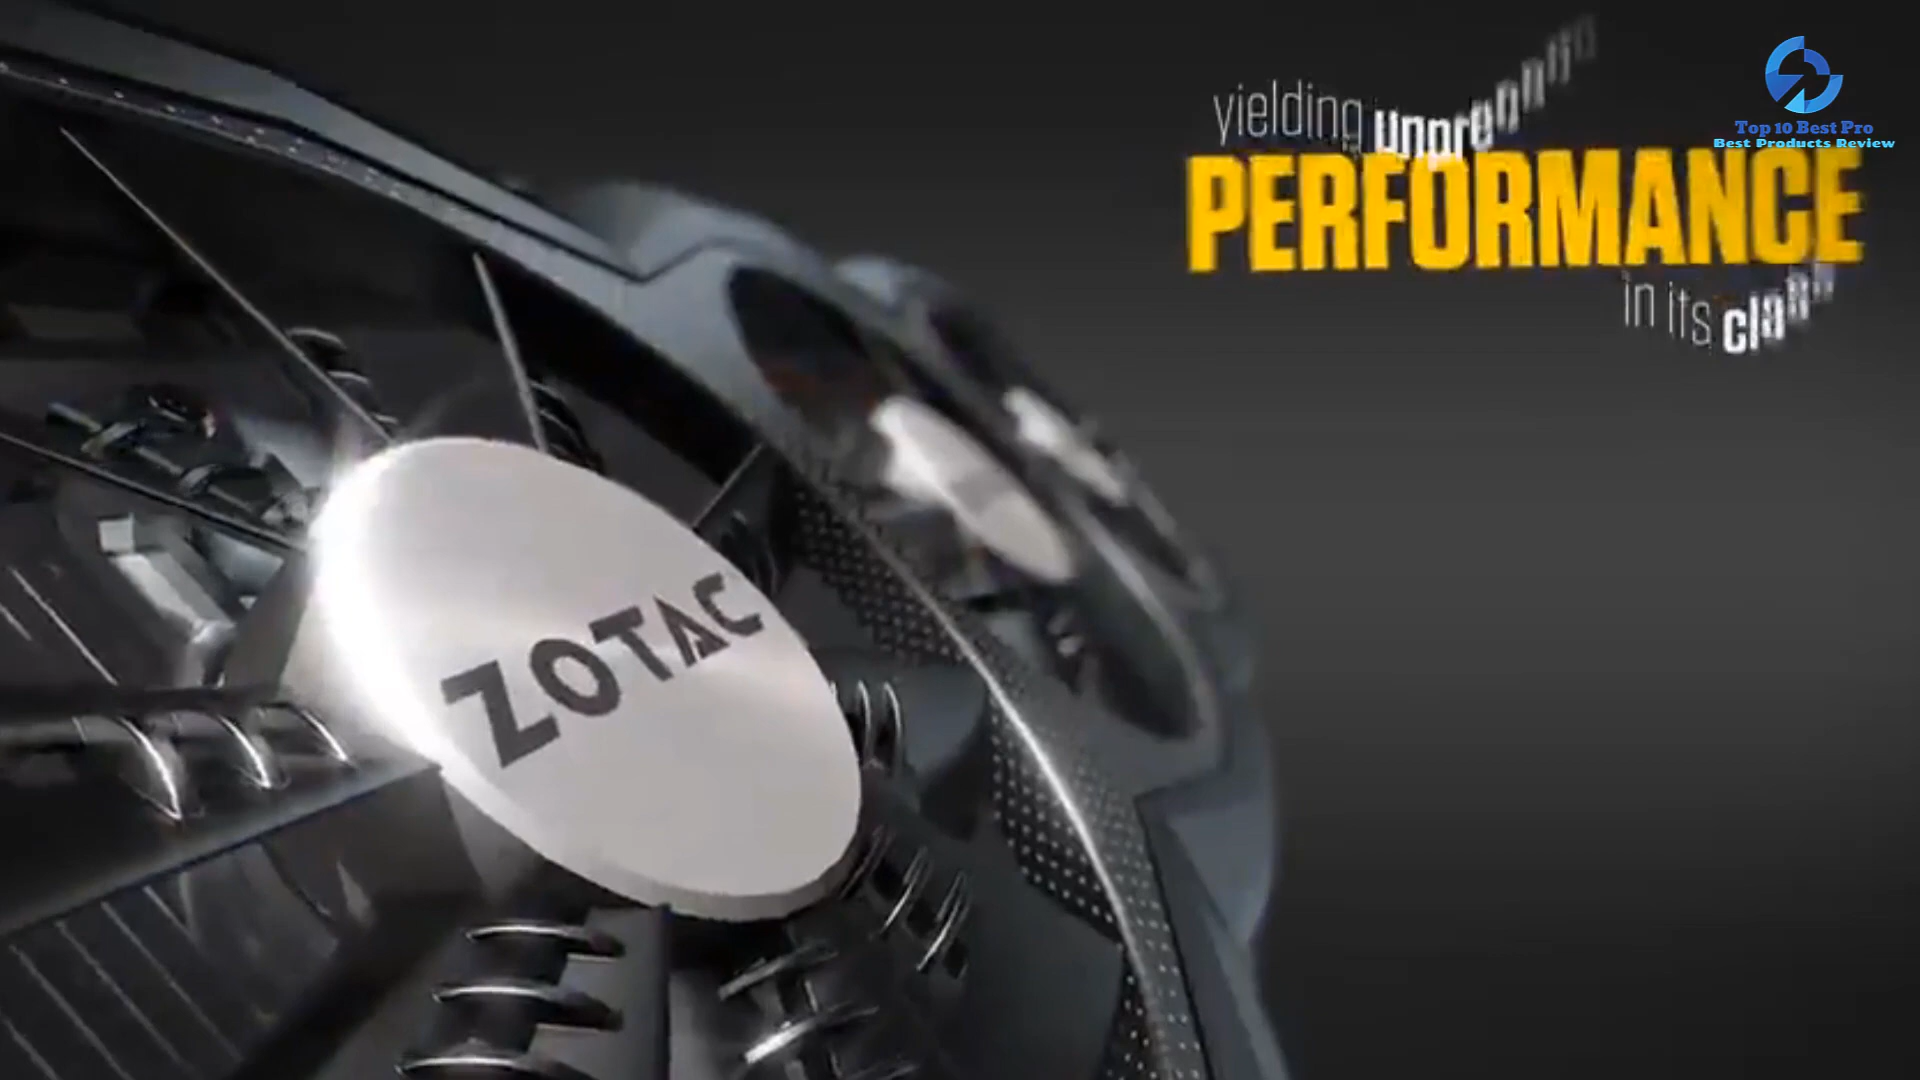 yielding
PERFORMANCE
in its
Top 10 Best Pro
Best Products Review
ZOTAC